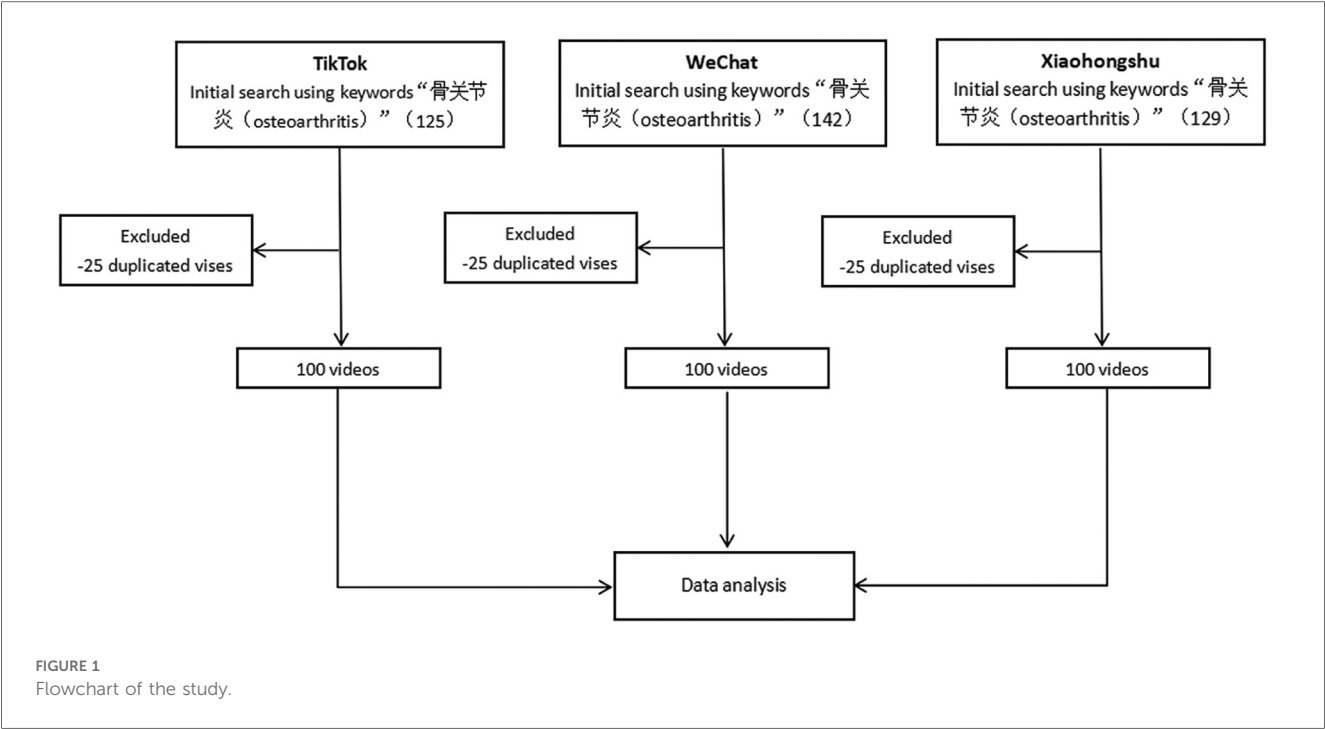 TikTok
Initial search using keywords “骨关节
炎（osteoarthritis）”（125）
WeChat
Initial search using keywords “骨关
节炎（osteoarthritis）”（142）
Xiaohongshu
Initial search using keywords “骨关
节炎（osteoarthritis）”（129）
Excluded
-25 duplicated vises
Excluded
-25 duplicated vises
Excluded
-25 duplicated vises
100 videos
100 videos
100 videos
Data analysis
FIGURE 1
Flowchart of the study.